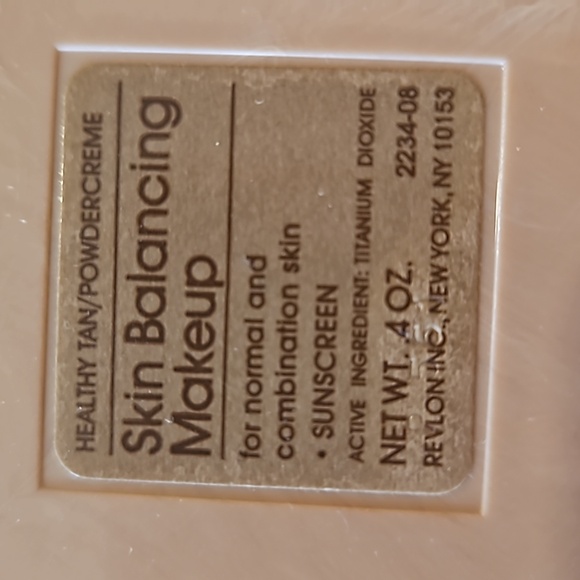 HEALTHY TAN/POWDERCREME
Skin Balancing
Makeup
for normal and
combination skin
• SUNSCREEN
ACTIVE INGREDIENT: TITANIUM DIOXIDE
NET WT. .4 OZ. 2234-08
REVLON INC., NEW YORK, NY 10153